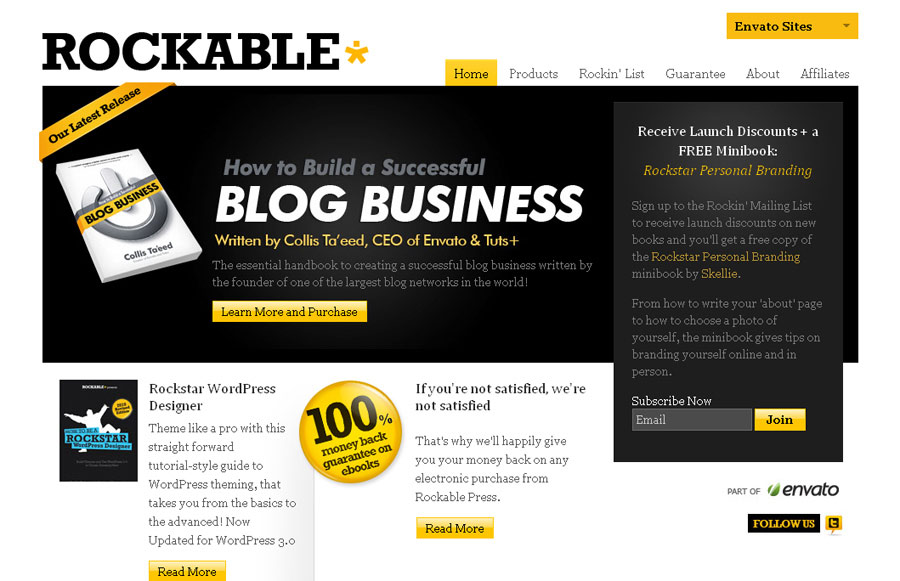 Envato Sites
ROCKABLE*
Home Products Rockin' List Guarantee About Affiliates
Our Latest Release
BLOG BUSINESS
Collis Ta'eed
How to Build a Successful
BLOG BUSINESS
Written by Collis Ta'eed, CEO of Envato & Tuts+
The essential handbook to creating a successful blog business written by
the founder of one of the largest blog networks in the world!
Learn More and Purchase
Receive Launch Discounts + a
FREE Minibook:
Rockstar Personal Branding
Sign up to the Rockin' Mailing List
to receive launch discounts on new
books and you'll get a free copy of
the Rockstar Personal Branding
minibook by Skellie.
From how to write your 'about' page
to how to choose a photo of
yourself, the minibook gives tips on
branding yourself online and in
person.
Subscribe Now
Email Join
ROCKABLE*
HOW TO BE A
ROCKSTAR
WordPress Designer
Rockstar WordPress
Designer
Theme like a pro with this
straight forward
tutorial-style guide to
WordPress theming, that
takes you from the basics to
the advanced! Now
Updated for WordPress 3.0
Read More
100%
money back
guarantee on
ebooks
If you're not satisfied, we're
not satisfied
That's why we'll happily give
you your money back on any
electronic purchase from
Rockable Press.
Read More
PART OF envato
FOLLOW US t